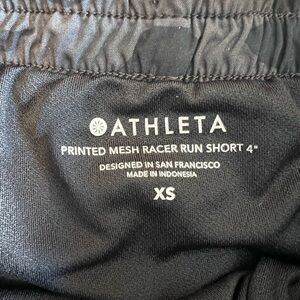 ATHLETA
PRINTED MESH RACER RUN SHORT 4"
DESIGNED IN SAN FRANCISCO
MADE IN INDONESIA
XS